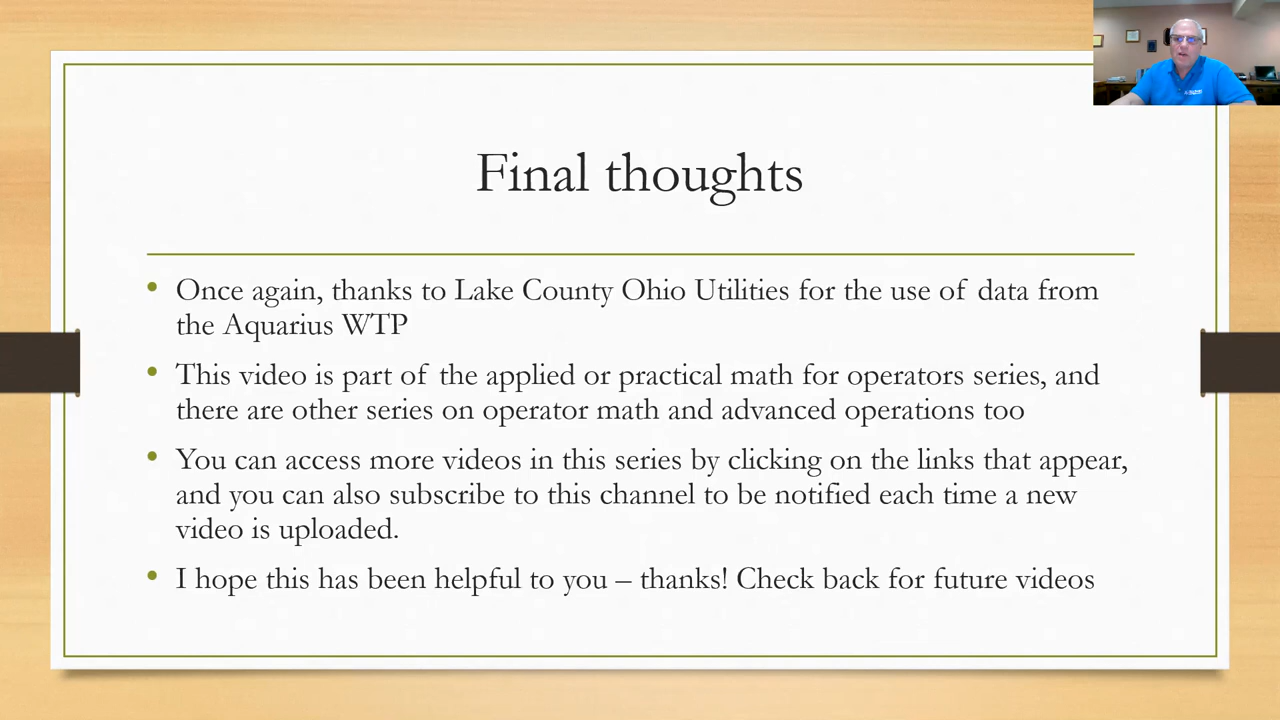 Final thoughts
• Once again, thanks to Lake County Ohio Utilities for the use of data from
the Aquarius WTP
• This video is part of the applied or practical math for operators series, and
there are other series on operator math and advanced operations too
• You can access more videos in this series by clicking on the links that appear,
and you can also subscribe to this channel to be notified each time a new
video is uploaded.
• I hope this has been helpful to you – thanks! Check back for future videos